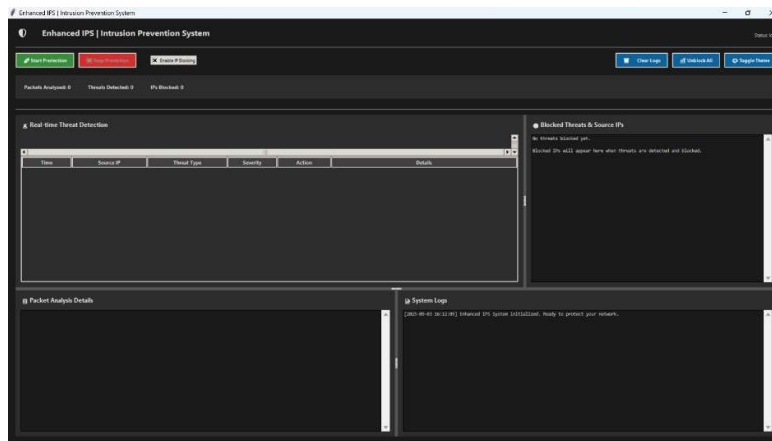 Enhanced IPS | Intrusion Prevention System
Enhanced IPS | Intrusion Prevention System
Status
Start Protection
Stop Protection
Enable IP Blocking
Clear Logs
Unblock All
Toggle Theme
Packets Analyzed: 0 Threats Detected: 0 IPs Blocked: 0
Real-time Threat Detection
Time Source IP Threat Type Severity Action Details
Blocked Threats & Source IPs
No threats blocked yet.
Blocked IPs will appear here when threats are detected and blocked.
Packet Analysis Details
System Logs
Enhanced IPS System initialized. Ready to protect your network.